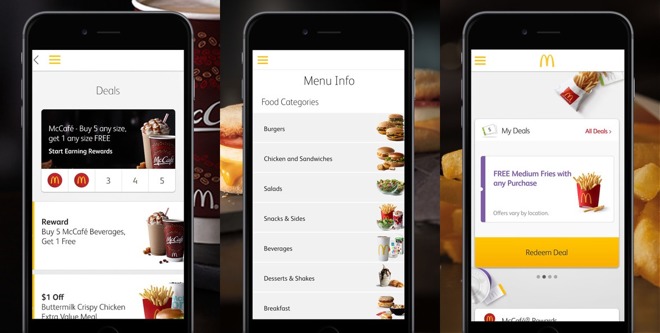 Deals
McCafé · Buy 5 any size,
get 1 any size FREE
Start Earning Rewards
3 4 5
Reward
Buy 5 McCafé Beverages,
Get 1 Free
$1 Off
Buttermilk Crispy Chicken
Extra Value Meal
Menu Info
Food Categories
Burgers
Chicken and Sandwiches
Salads
Snacks & Sides
Beverages
Desserts & Shakes
Breakfast
My Deals
All Deals >
FREE Medium Fries with
any Purchase
Offers vary by location.
Redeem Deal
McCafé® Rewards